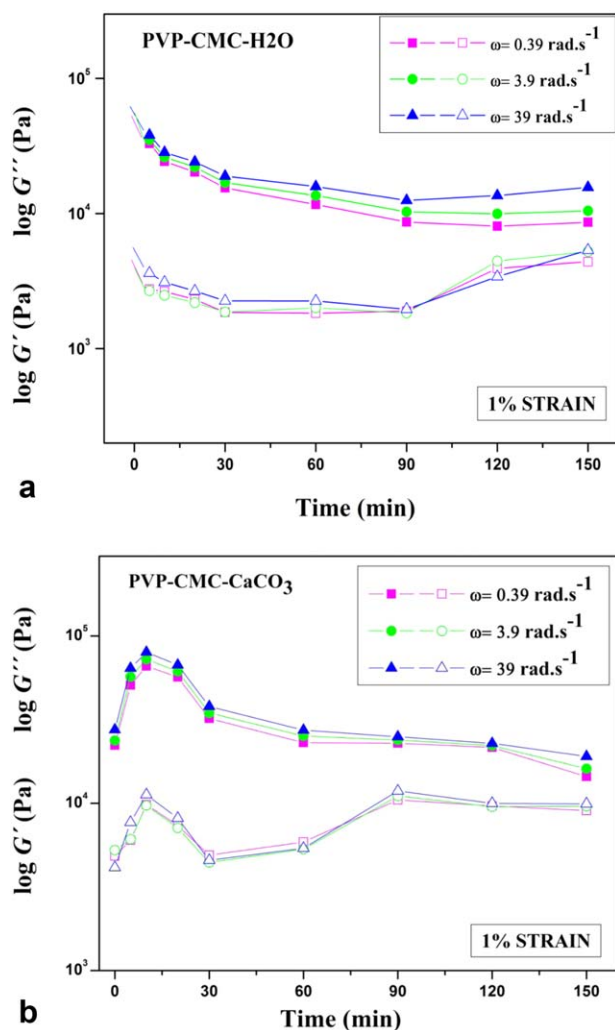 a
PVP-CMC-H2O
ω= 0.39 rad.s⁻¹
ω= 3.9 rad.s⁻¹
ω= 39 rad.s⁻¹
log G´´ (Pa)
log G´ (Pa)
10⁵
10⁴
10³
1% STRAIN
0 30 60 90 120 150
Time (min)
b
PVP-CMC-CaCO₃
ω= 0.39 rad.s⁻¹
ω= 3.9 rad.s⁻¹
ω= 39 rad.s⁻¹
log G´´ (Pa)
log G´ (Pa)
10⁵
10⁴
10³
1% STRAIN
0 30 60 90 120 150